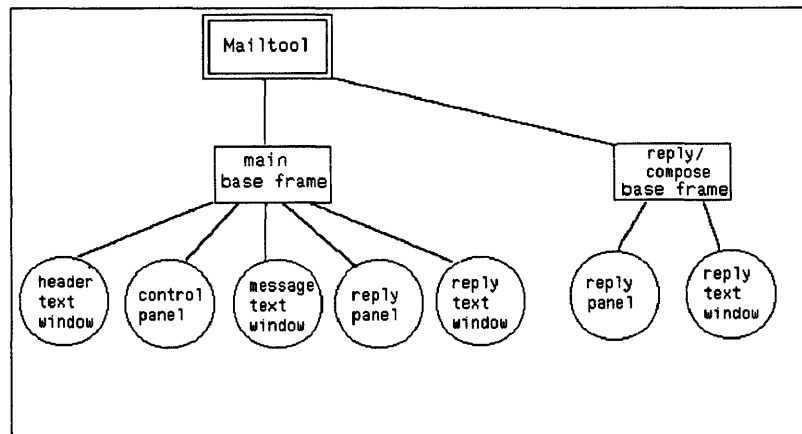 Mailtool
main
base frame
reply/
compose
base frame
header
text
window
control
panel
message
text
window
reply
panel
reply
text
window
reply
panel
reply
text
window